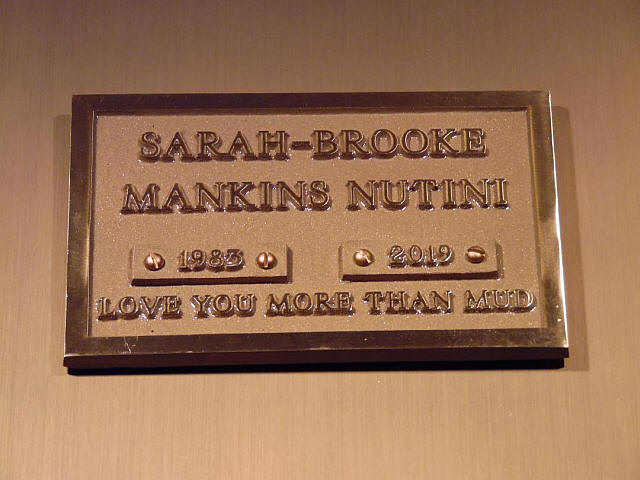 SARAH-BROOKE
MANKINS NUTINI
1983 2019
LOVE YOU MORE THAN MUD